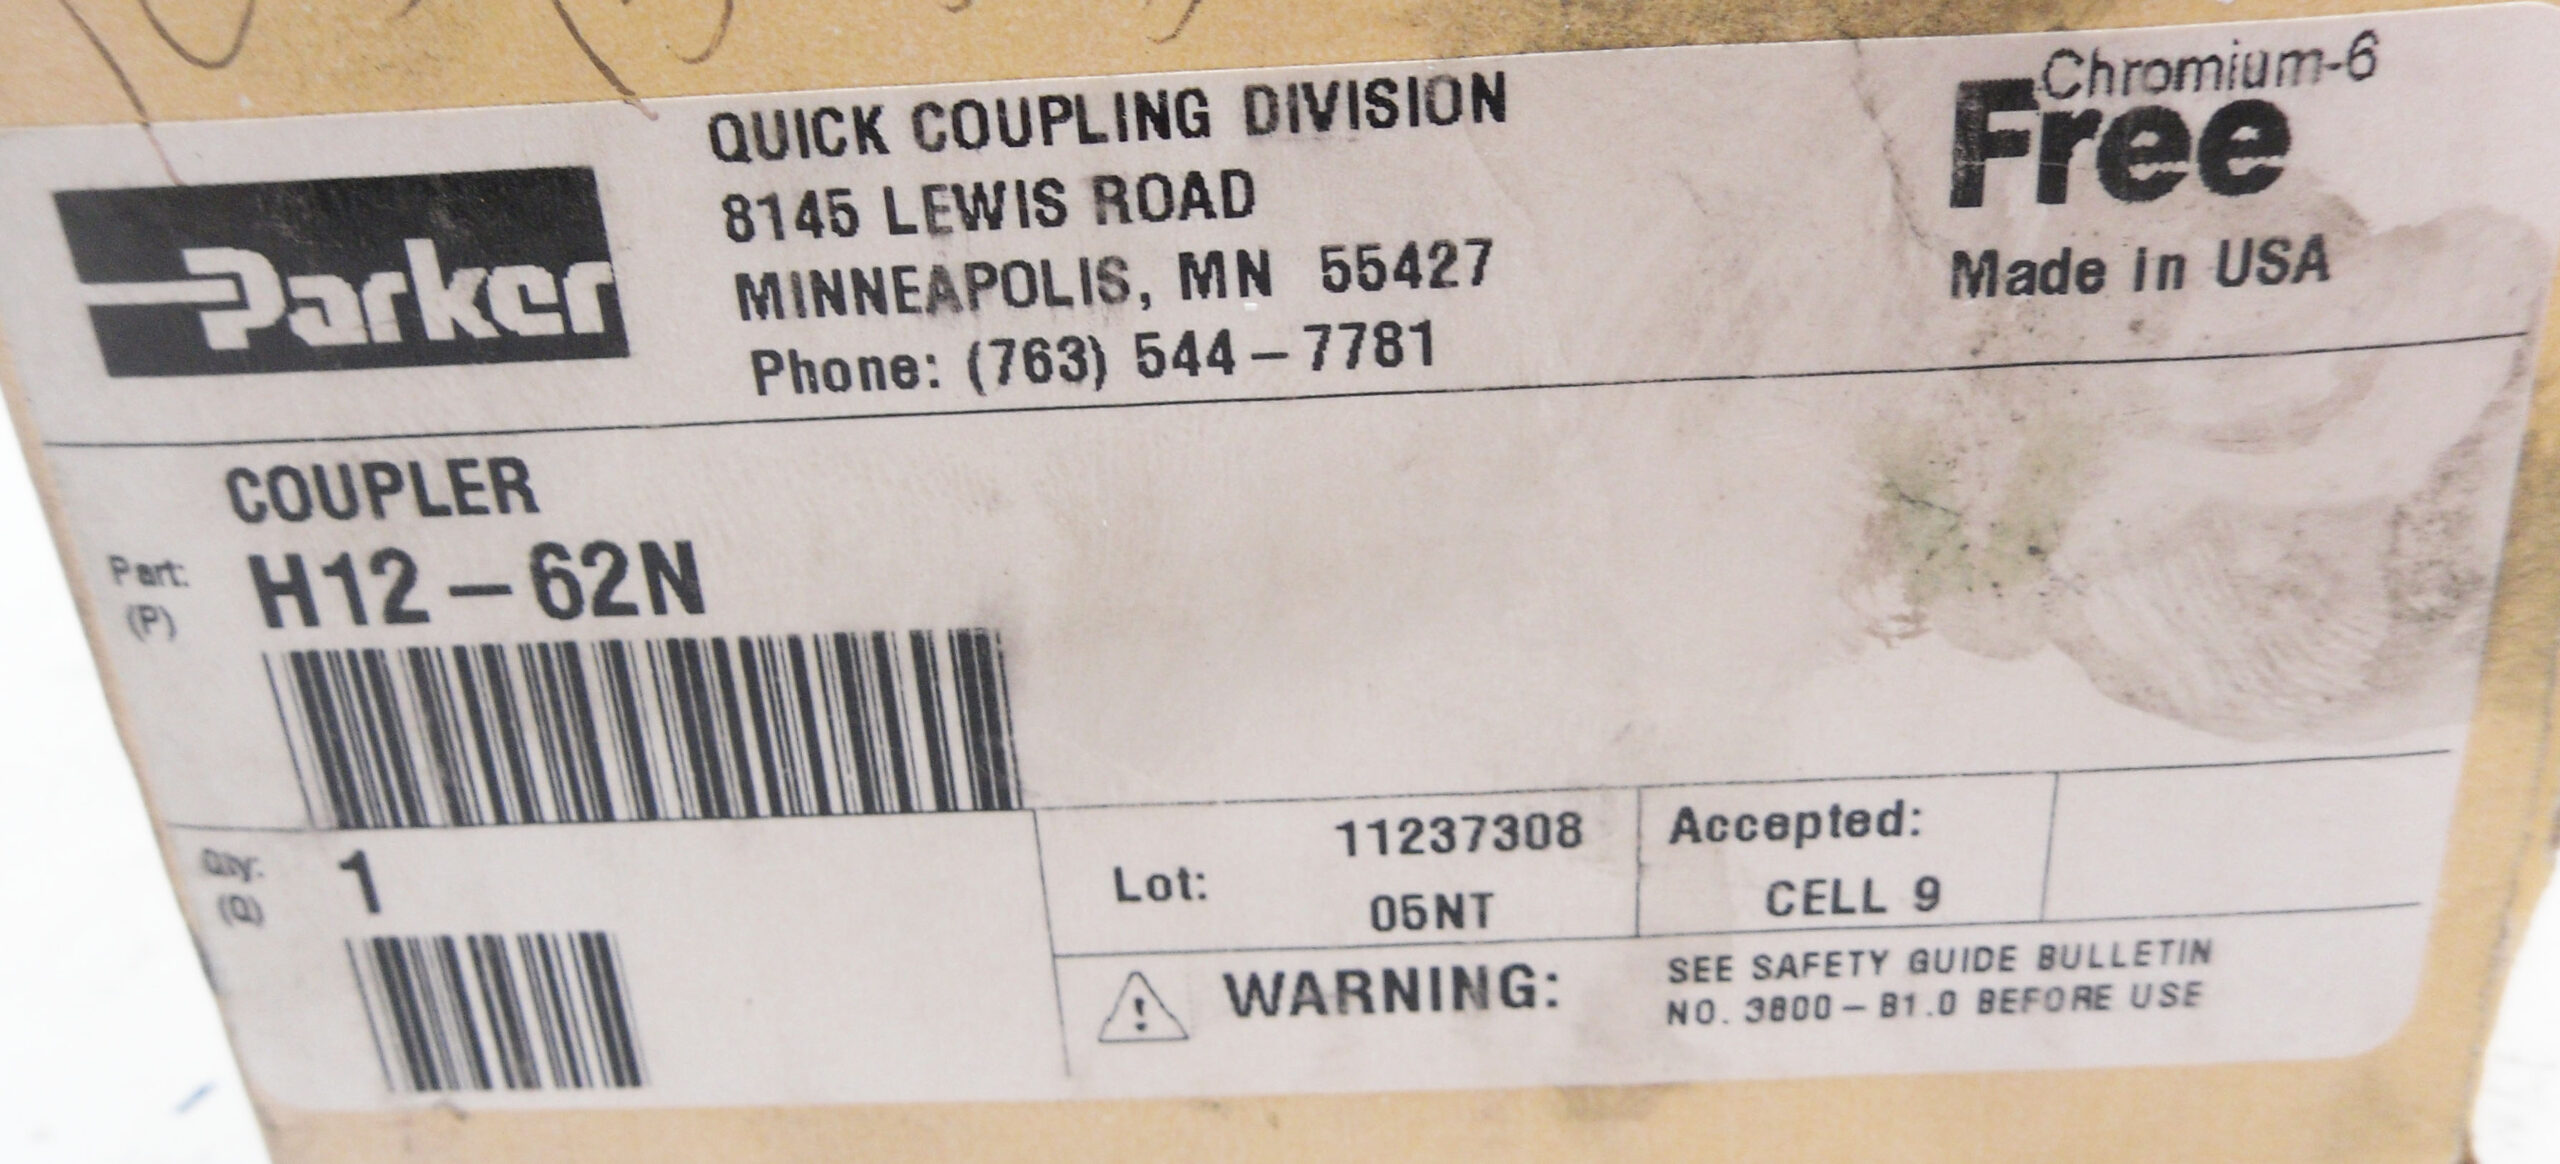 Parker
QUICK COUPLING DIVISION
8145 LEWIS ROAD
MINNEAPOLIS, MN 55427
Phone: (763) 544-7781
Chromium-6
Free
Made in USA
COUPLER
Part:
(P)
H12-62N
Qty:
(Q)
1
Lot:
11237308
05NT
Accepted:
CELL 9
WARNING:
SEE SAFETY GUIDE BULLETIN
NO. 3800-B1.0 BEFORE USE